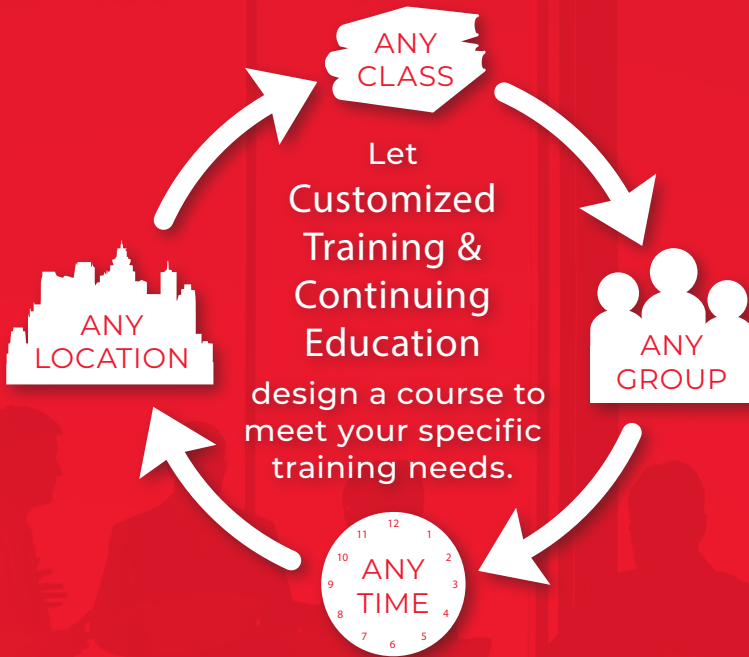 ANY
CLASS
Let
Customized
Training &
Continuing
Education
design a course to
meet your specific
training needs.
ANY
LOCATION
ANY
GROUP
12
11
1
10
2
ANY
9
3
TIME
8
4
7
5
6